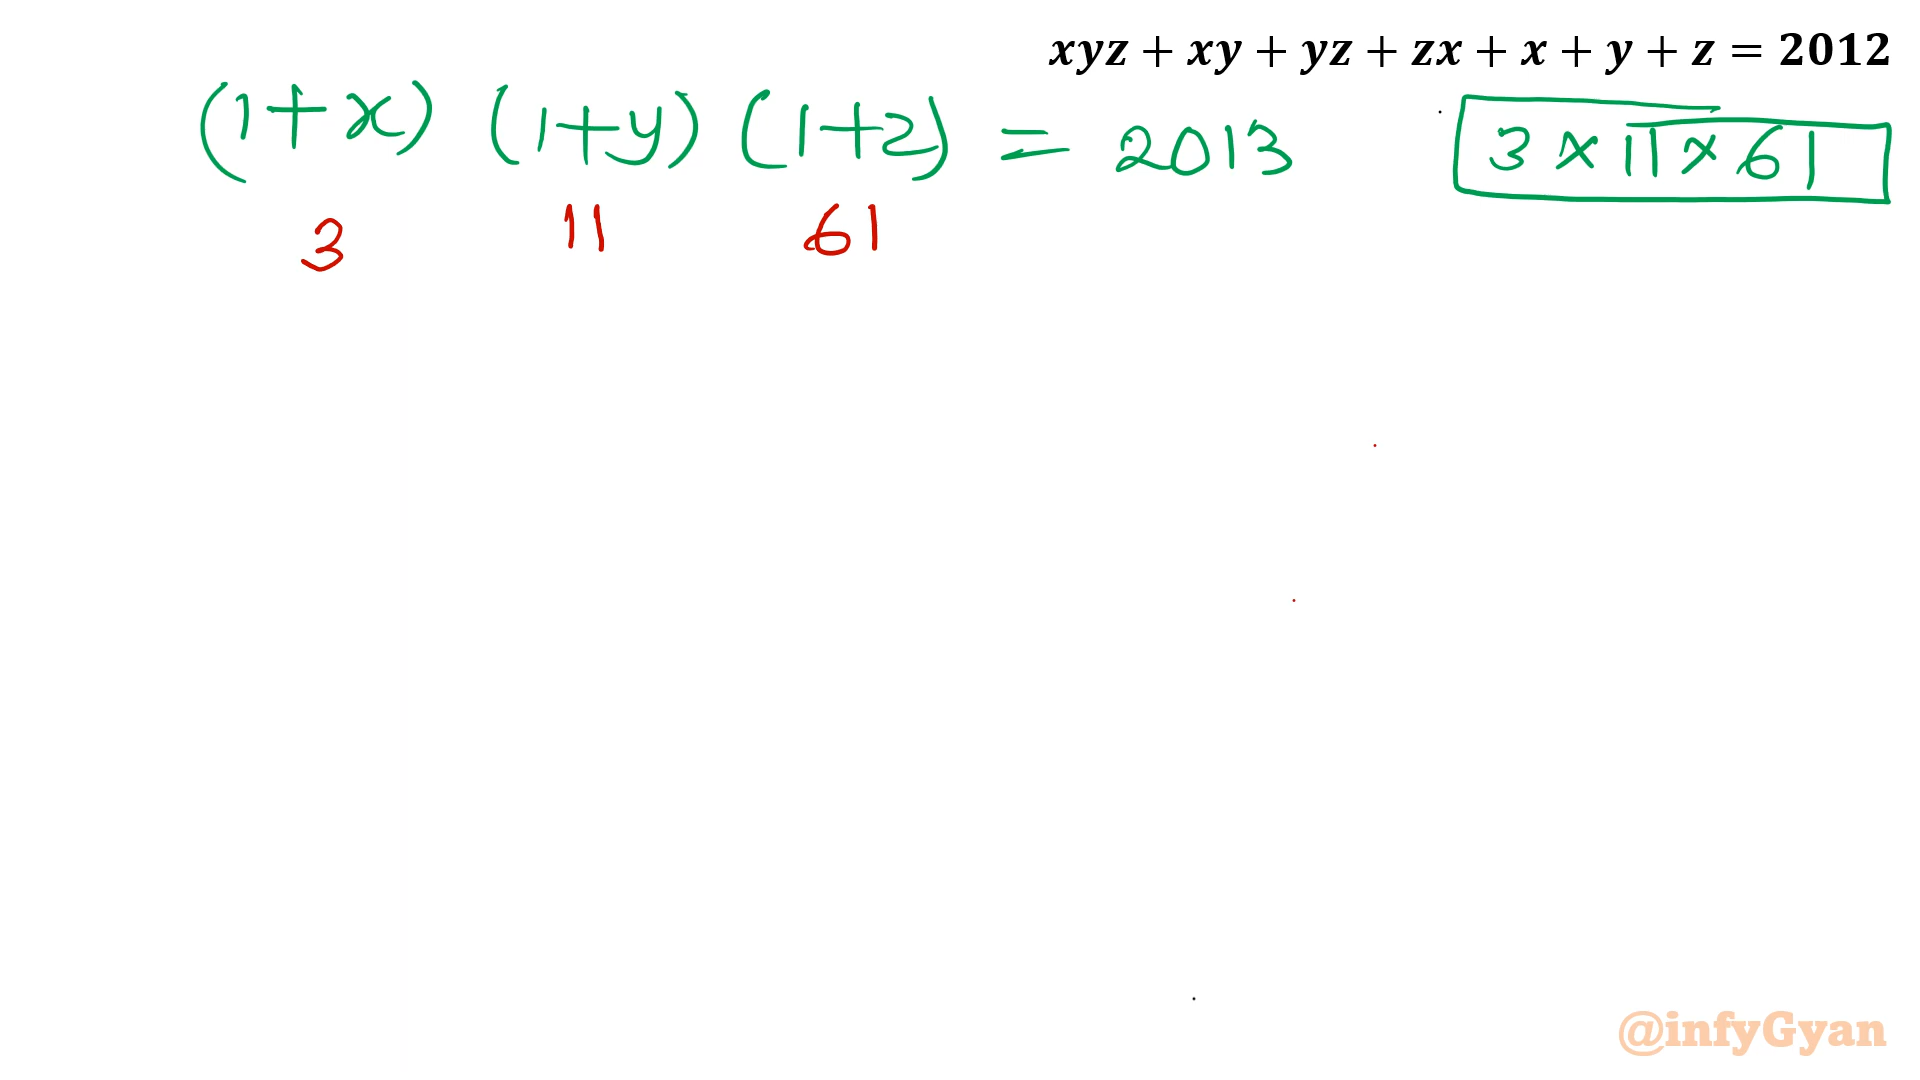 xyz + xy + yz + zx + x + y + z = 2012
(1+x) (1+y) (1+z) = 2013
3 × 11 × 61
3 11 61
@infyGyan